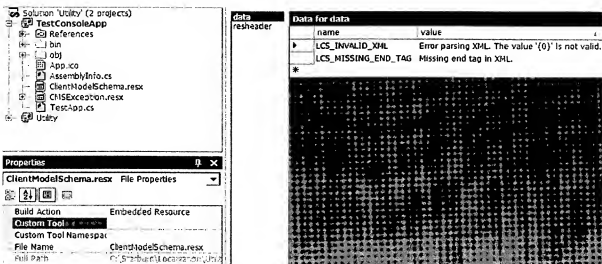 Solution 'Utility' (2 projects)
TestConsoleApp
References
bin
obj
App.ico
AssemblyInfo.cs
ClientModelSchema.resx
CMSException.resx
TestApp.cs
Utility
Properties
ClientModelSchema.resx File Properties
Build Action Embedded Resource
Custom Tool
Custom Tool Namespac
File Name ClientModelSchema.resx
Full Path
data
resheader
Data for data
name value
LCS_INVALID_XML Error parsing XML. The value '{0}' is not valid.
LCS_MISSING_END_TAG Missing end tag in XML.